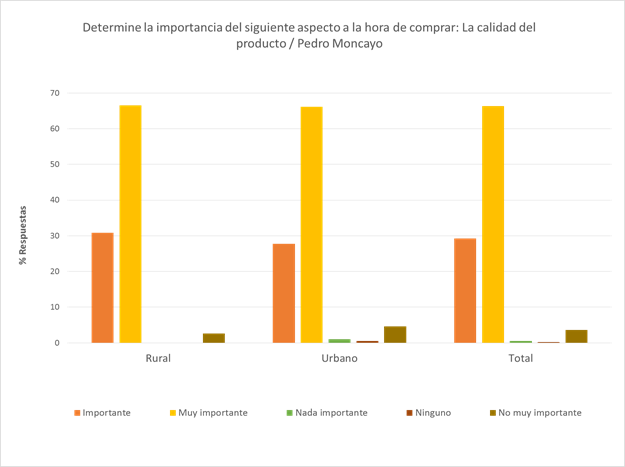 Determine la importancia del siguiente aspecto a la hora de comprar: La calidad del
producto / Pedro Moncayo
70
60
50
40
30
20
10
0
% Respuestas
Rural
Urbano
Total
Importante
Muy importante
Nada importante
Ninguno
No muy importante